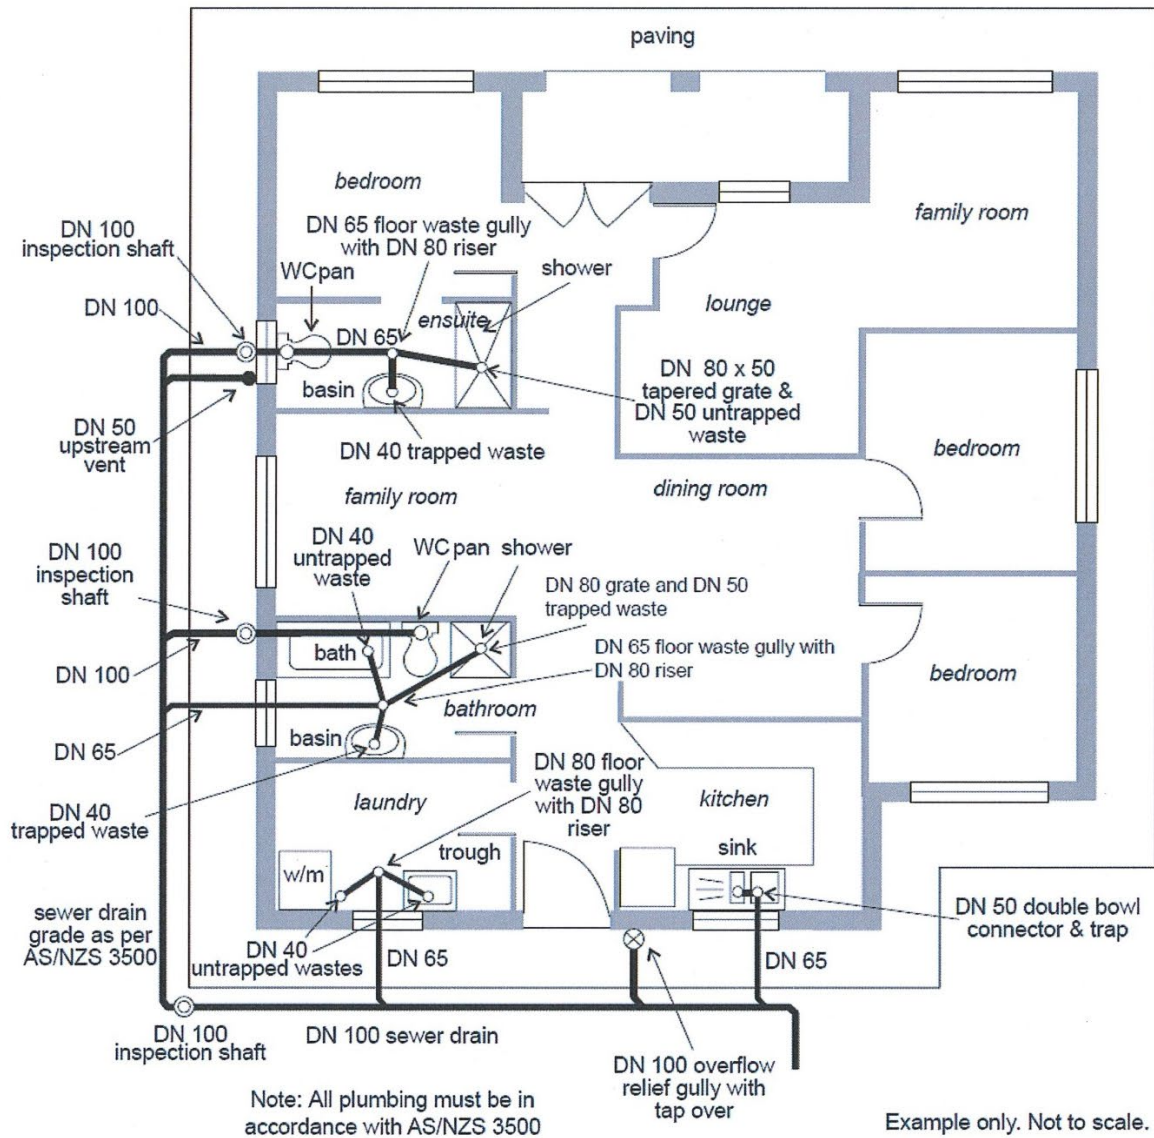 paving
bedroom
DN 65 floor waste gully
with DN 80 riser
family room
DN 100
inspection shaft
WC pan
shower
DN 100
ensuite
lounge
DN 65
basin
DN 80 x 50
tapered grate &
DN 50 untrapped
waste
DN 50
upstream
vent
DN 40 trapped waste
bedroom
family room
dining room
DN 40
untrapped
waste
WC pan shower
DN 100
inspection
shaft
DN 80 grate and DN 50
trapped waste
bath
DN 65 floor waste gully with
DN 80 riser
DN 100
bedroom
bathroom
basin
DN 65
DN 80 floor
waste gully
with DN 80
riser
DN 40
trapped waste
laundry
kitchen
trough
sink
w/m
sewer drain
grade as per
AS/NZS 3500
DN 40
untrapped wastes
DN 65
DN 65
DN 50 double bowl
connector & trap
DN 100
inspection shaft
DN 100 sewer drain
DN 100 overflow
relief gully with
tap over
Note: All plumbing must be in
accordance with AS/NZS 3500
Example only. Not to scale.